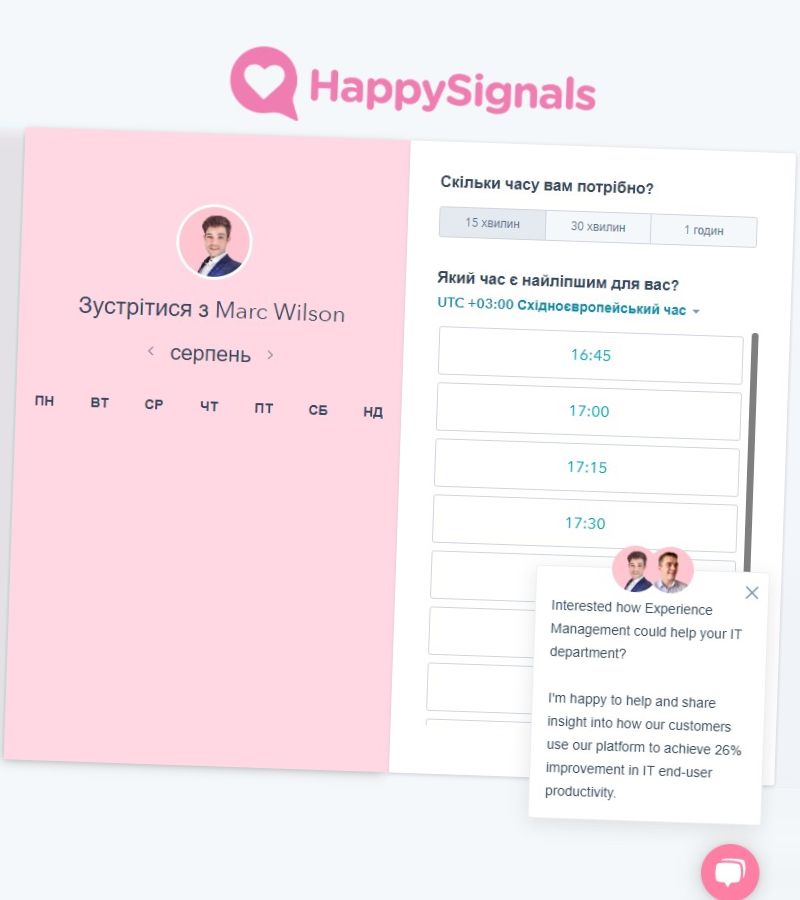 HappySignals
Зустрітися з Marc Wilson
серпень
ПН ВТ СР ЧТ ПТ СБ НД
Скільки часу вам потрібно?
15 хвилин 30 хвилин 1 годин
Який час є найліпшим для вас?
UTC +03:00 Східноєвропейський час
16:45
17:00
17:15
17:30
Interested how Experience
Management could help your IT
department?
I'm happy to help and share
insight into how our customers
use our platform to achieve 26%
improvement in IT end-user
productivity.